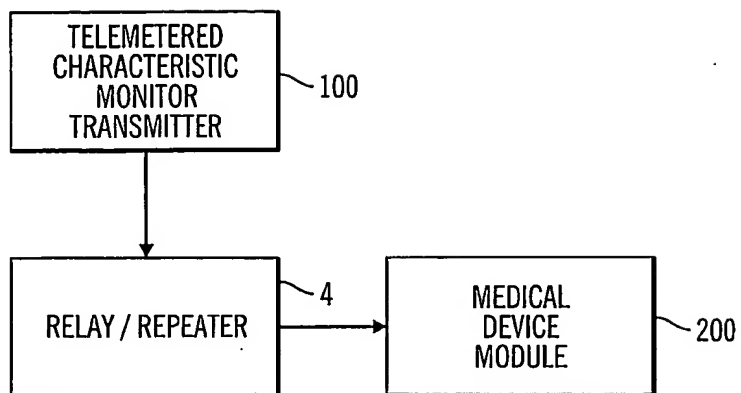 TELEMETERED
CHARACTERISTIC
MONITOR
TRANSMITTER
100
RELAY / REPEATER
4
MEDICAL
DEVICE
MODULE
200